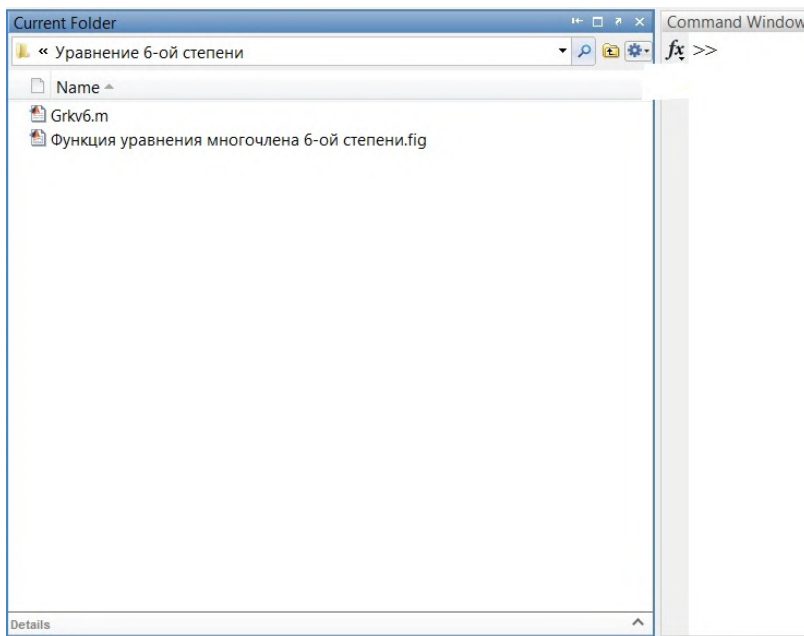 Current Folder
Command Window
« Уравнение 6-ой степени
fx >>
Name
Grkv6.m
Функция уравнения многочлена 6-ой степени.fig
Details